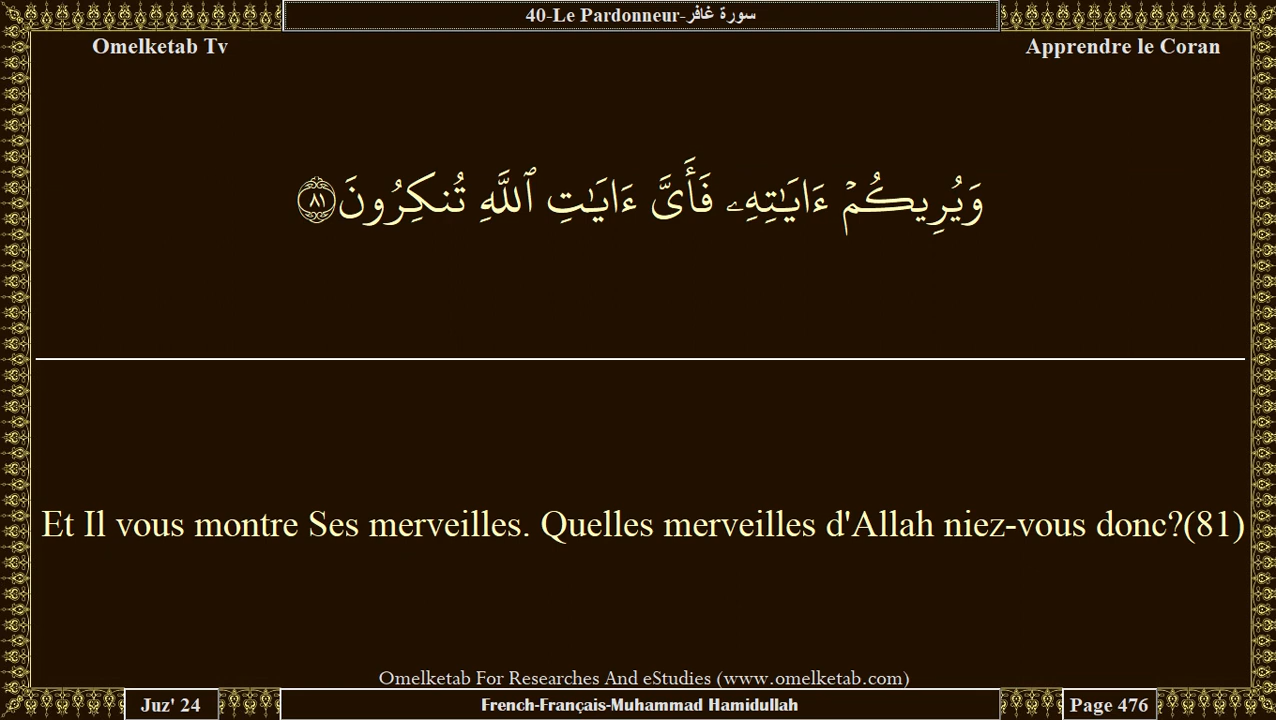 40-Le Pardonneur-سورة غافر
Omelketab Tv
Apprendre le Coran
وَيُرِيكُمْ ءَايَـٰتِهِۦ فَأَىَّ ءَايَـٰتِ ٱللَّهِ تُنكِرُونَ ٨١
Et Il vous montre Ses merveilles. Quelles merveilles d'Allah niez-vous donc?(81)
Omelketab For Researches And eStudies (www.omelketab.com)
Juz' 24
French-Français-Muhammad Hamidullah
Page 476